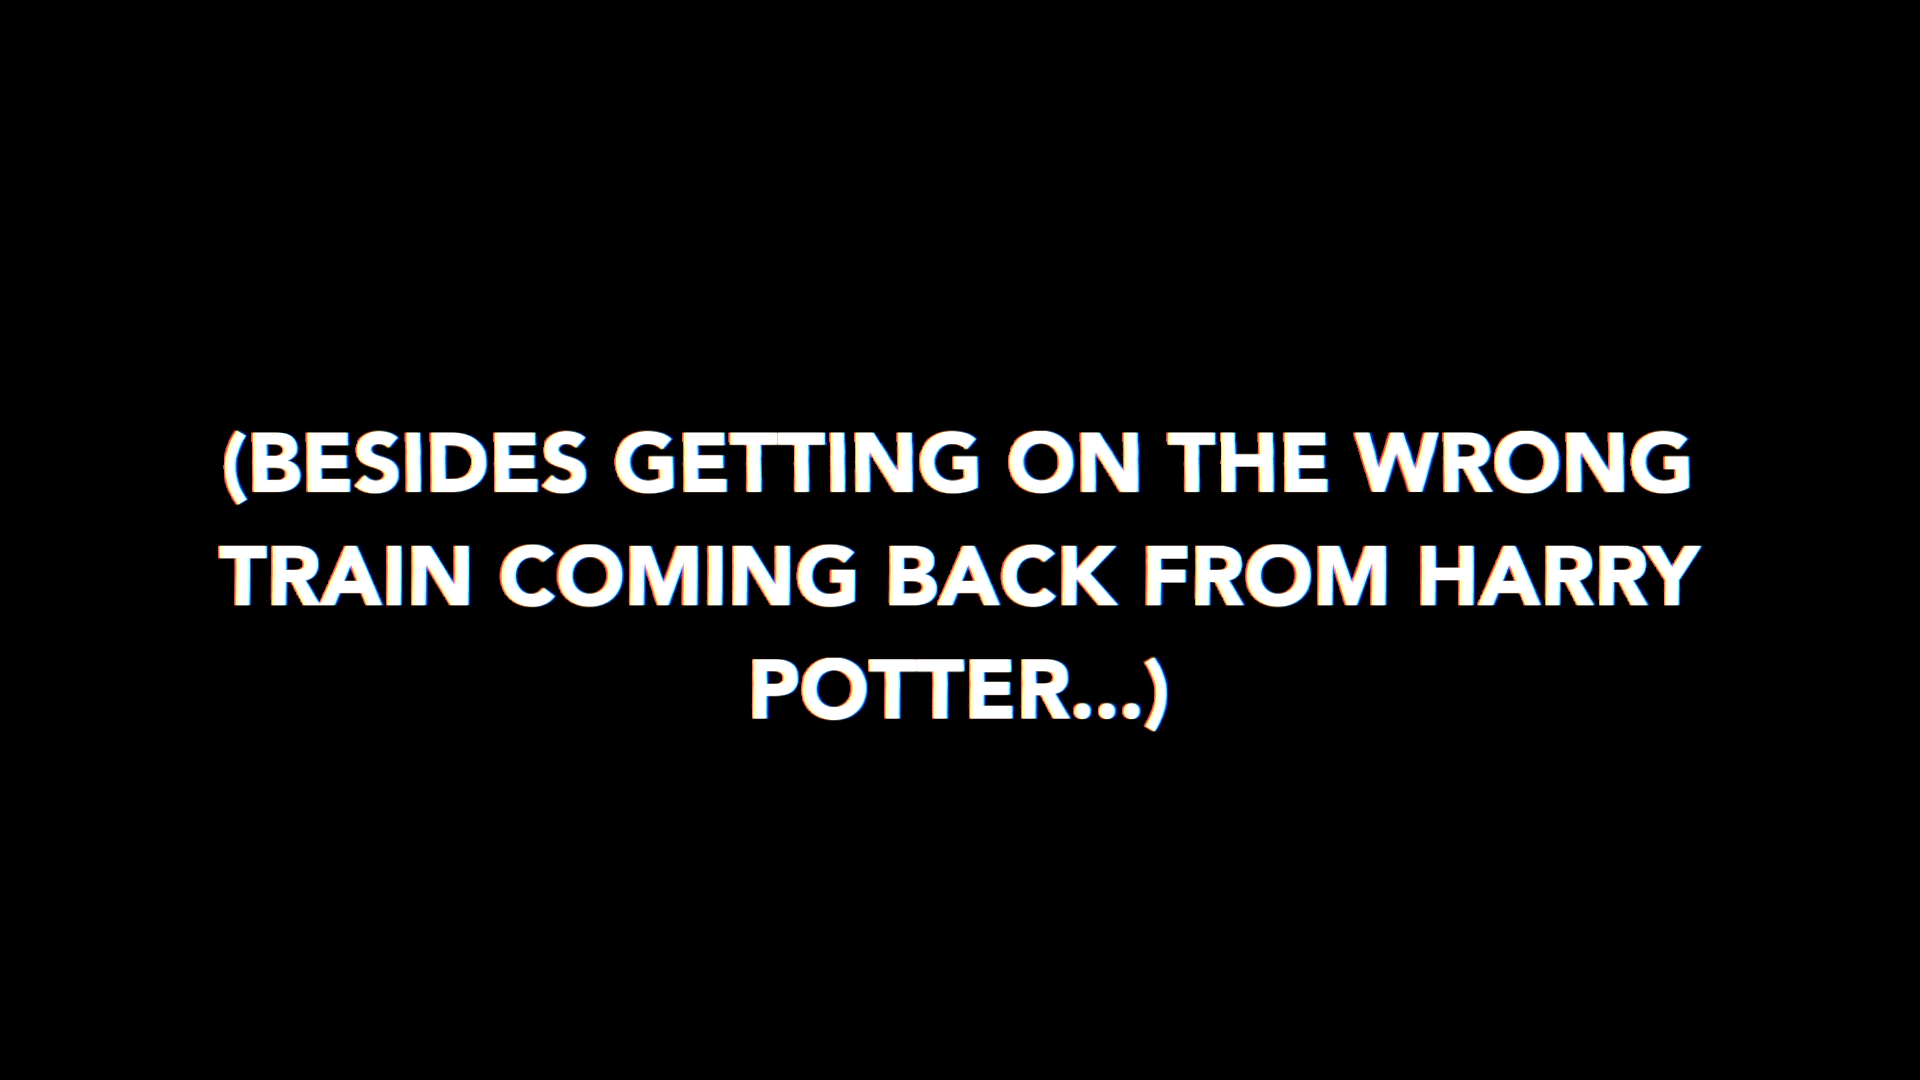 (BESIDES GETTING ON THE WRONG
TRAIN COMING BACK FROM HARRY
POTTER...)